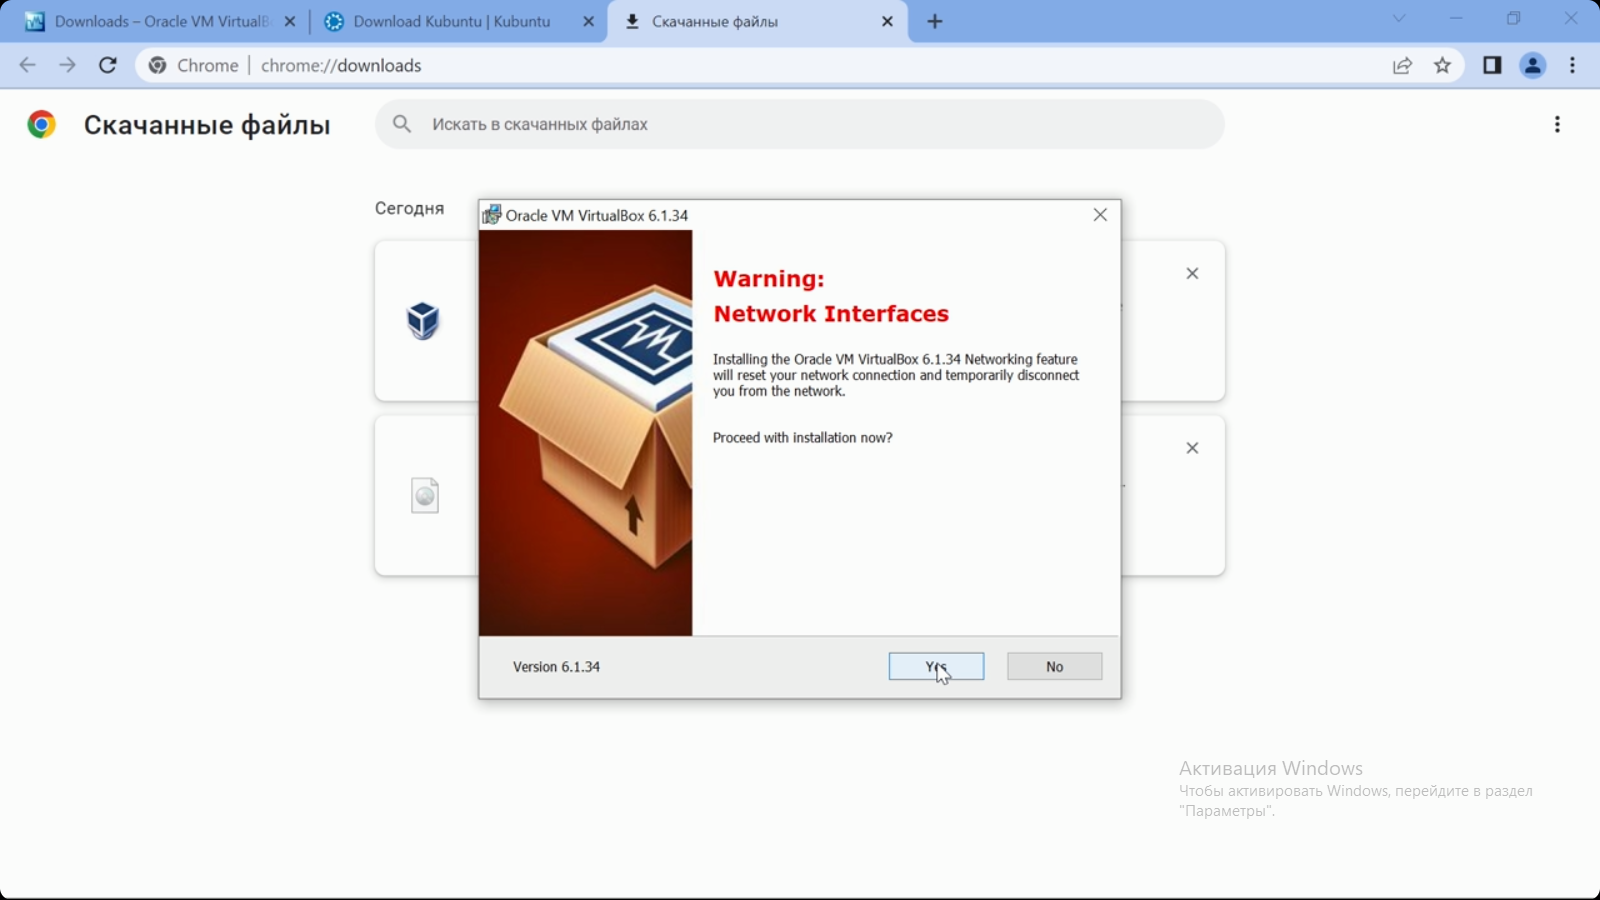 Downloads – Oracle VM VirtualB
Download Kubuntu | Kubuntu
Скачанные файлы
Chrome
chrome://downloads
Скачанные файлы
Искать в скачанных файлах
Сегодня
Oracle VM VirtualBox 6.1.34
Warning:
Network Interfaces
Installing the Oracle VM VirtualBox 6.1.34 Networking feature
will reset your network connection and temporarily disconnect
you from the network.
Proceed with installation now?
Version 6.1.34
Yes
No
Активация Windows
Чтобы активировать Windows, перейдите в раздел
"Параметры".